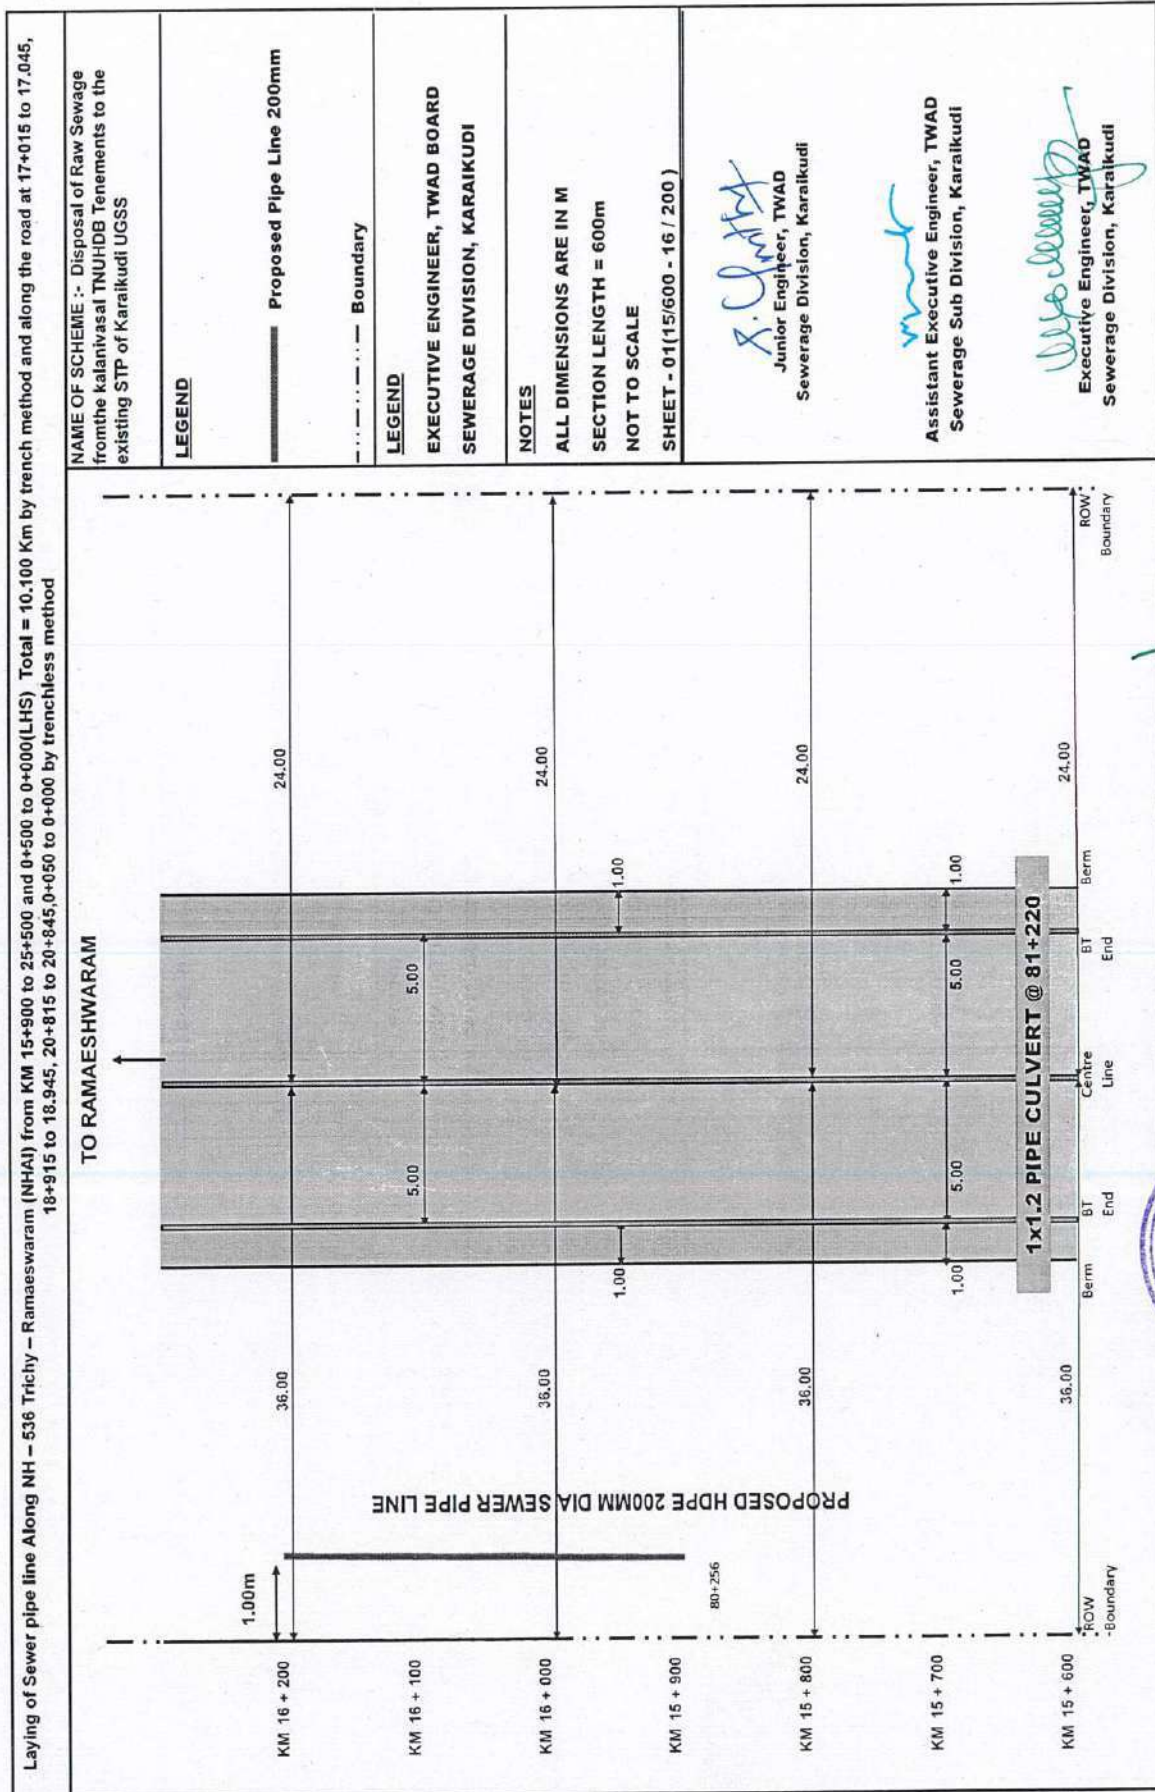 Laying of Sewer pipe line Along NH – 536 Trichy – Ramaeswaram (NHAI) from KM 15+900 to 25+500 and 0+500 to 0+000(LHS) Total = 10.100 Km by trench method and along the road at 17+015 to 17.045,
18+915 to 18.945, 20+815 to 20+845,0+050 to 0+000 by trenchless method
TO RAMAESHWARAM
1.00m
36.00
24.00
KM 16 + 200
5.00
5.00
KM 16 + 100
36.00
24.00
KM 16 + 000
PROPOSED HDPE 200MM DIA SEWER PIPE LINE
1.00
1.00
KM 15 + 900
80+256
36.00
24.00
KM 15 + 800
1.00
5.00
5.00
1.00
KM 15 + 700
1x1.2 PIPE CULVERT @ 81+220
36.00
24.00
KM 15 + 600
ROW
Boundary
Berm
BT
End
Centre
Line
BT
End
Berm
ROW
Boundary
NAME OF SCHEME :- Disposal of Raw Sewage
fromthe kalanivasal TNUHDB Tenements to the
existing STP of Karaikudi UGSS
LEGEND
Proposed Pipe Line 200mm
Boundary
LEGEND
EXECUTIVE ENGINEER, TWAD BOARD
SEWERAGE DIVISION, KARAIKUDI
NOTES
ALL DIMENSIONS ARE IN M
SECTION LENGTH = 600m
NOT TO SCALE
SHEET - 01(15/600 - 16 / 200 )
Junior Engineer, TWAD
Sewerage Division, Karaikudi
Assistant Executive Engineer, TWAD
Sewerage Sub Division, Karaikudi
Executive Engineer, TWAD
Sewerage Division, Karaikudi